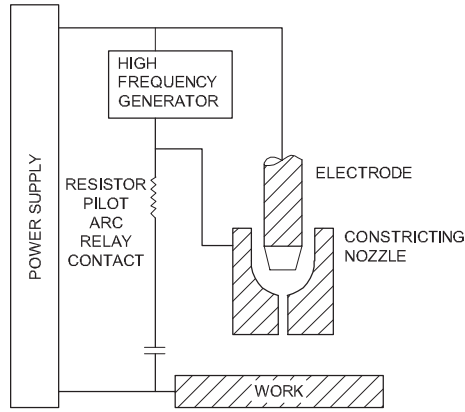 HIGH
FREQUENCY
GENERATOR
POWER SUPPLY
RESISTOR
PILOT
ARC
RELAY
CONTACT
ELECTRODE
CONSTRICTING
NOZZLE
WORK